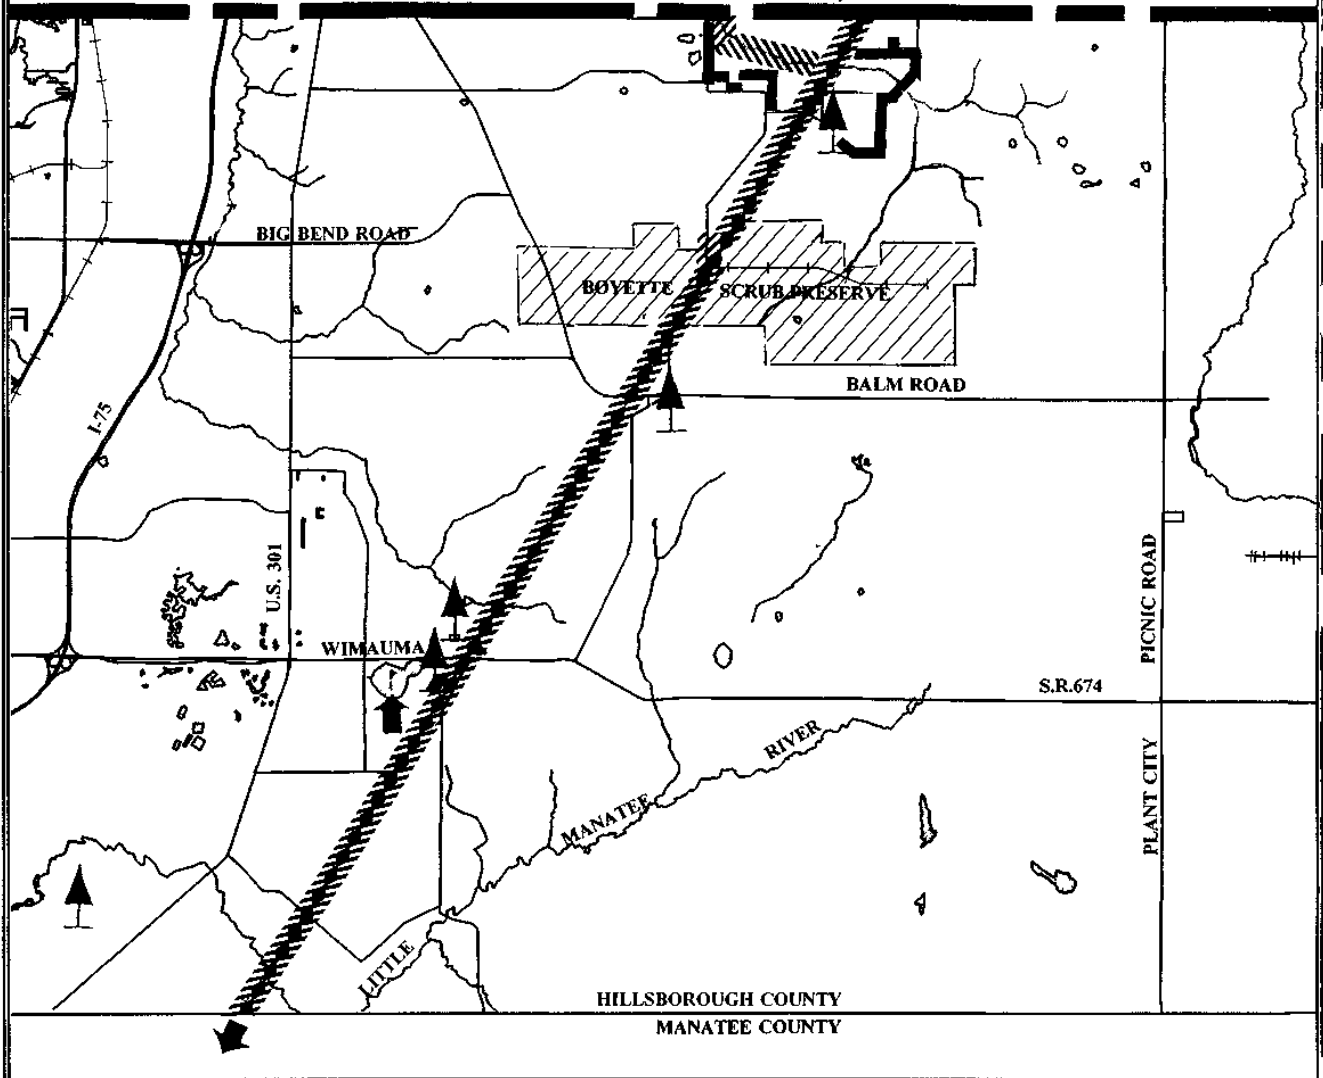 BIG BEND ROAD
BOYETTE SCRUB PRESERVE
BALM ROAD
I-75
U.S. 301
PICNIC ROAD
WIMAUMA
S.R.674
RIVER
PLANT CITY
MANATEE
LITTLE
HILLSBOROUGH COUNTY
MANATEE COUNTY